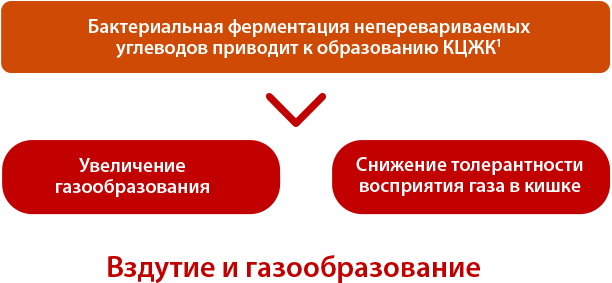 Бактериальная ферментация неперевариваемых
углеводов приводит к образованию КЦЖК¹
Увеличение
газообразования
Снижение толерантности
восприятия газа в кишке
Вздутие и газообразование